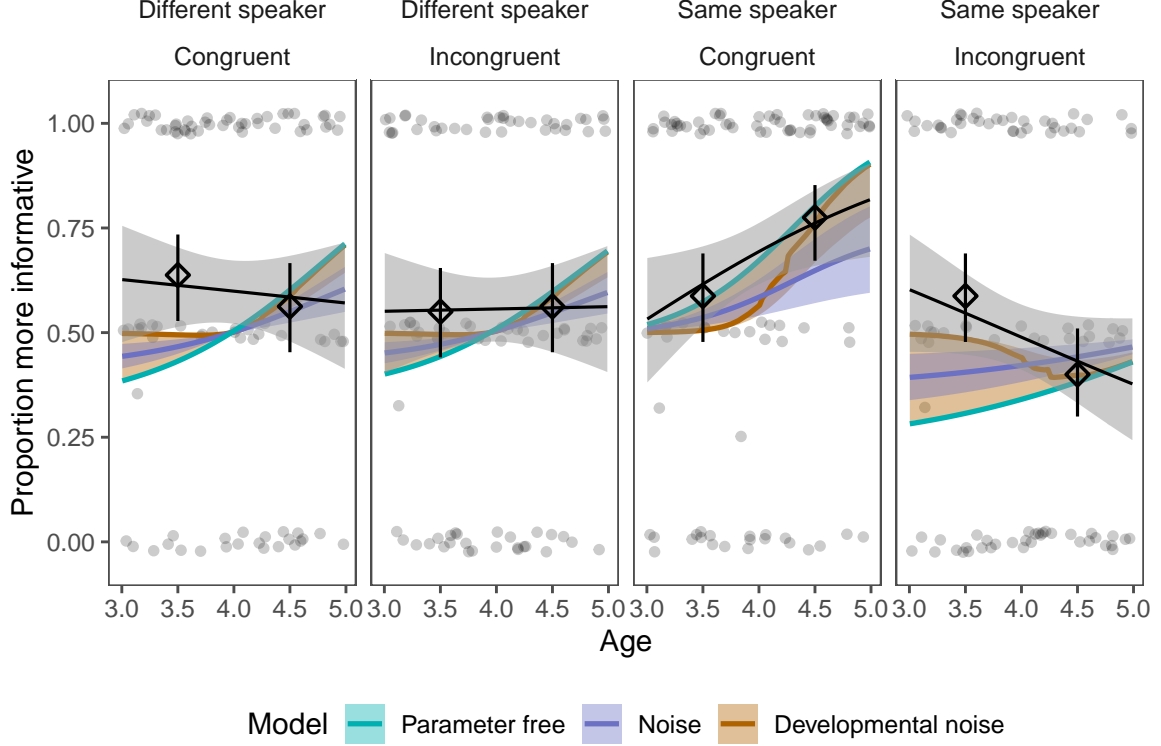 Different speaker Different speaker Same speaker Same speaker
Congruent Incongruent Congruent Incongruent
Proportion more informative
1.00
0.75
0.50
0.25
0.00
3.0 3.5 4.0 4.5 5.0 3.0 3.5 4.0 4.5 5.0 3.0 3.5 4.0 4.5 5.0 3.0 3.5 4.0 4.5 5.0
Age
Model Parameter free Noise Developmental noise